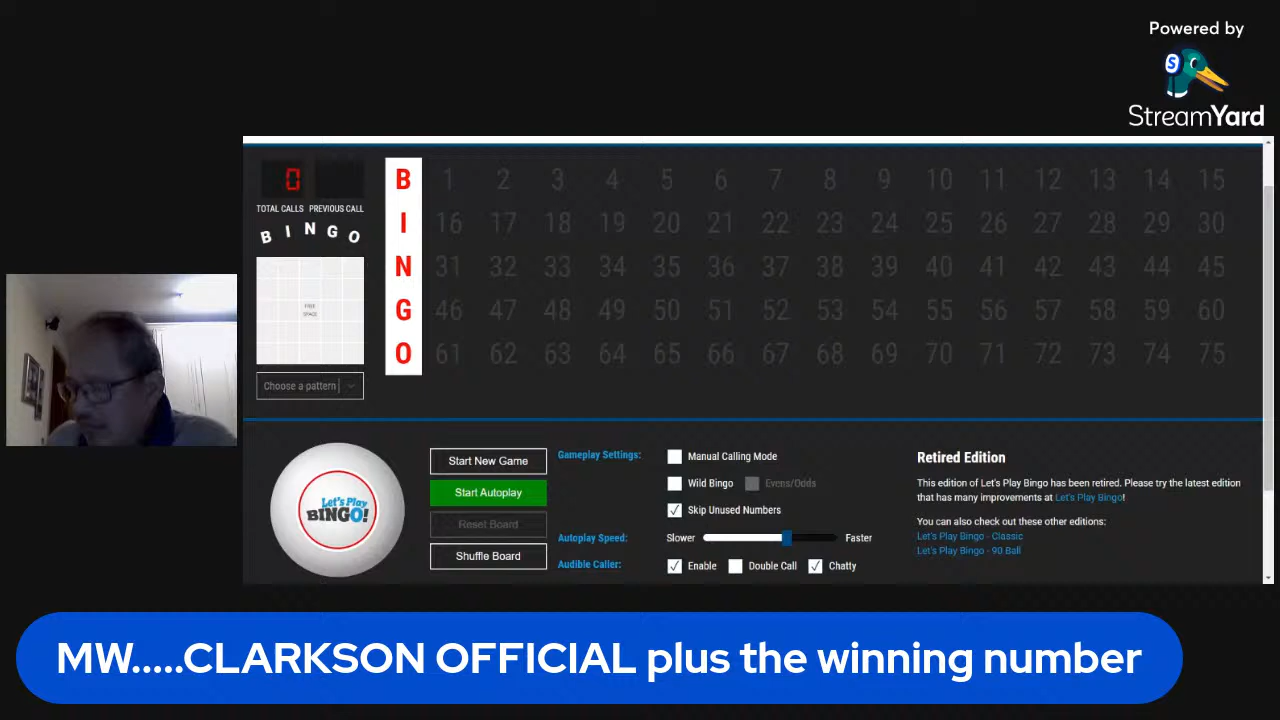 Powered by
StreamYard
0
TOTAL CALLS PREVIOUS CALL
BINGO
FREE
SPACE
Choose a pattern
B 1 2 3 4 5 6 7 8 9 10 11 12 13 14 15
I 16 17 18 19 20 21 22 23 24 25 26 27 28 29 30
N 31 32 33 34 35 36 37 38 39 40 41 42 43 44 45
G 46 47 48 49 50 51 52 53 54 55 56 57 58 59 60
O 61 62 63 64 65 66 67 68 69 70 71 72 73 74 75
Let's Play
BINGO!
Start New Game
Start Autoplay
Reset Board
Shuffle Board
Gameplay Settings:
Manual Calling Mode
Wild Bingo Evens/Odds
Skip Unused Numbers
Autoplay Speed: Slower Faster
Audible Caller: Enable Double Call Chatty
Retired Edition
This edition of Let's Play Bingo has been retired. Please try the latest edition
that has many improvements at Let's Play Bingo!
You can also check out these other editions:
Let's Play Bingo - Classic
Let's Play Bingo - 90 Ball
MW.....CLARKSON OFFICIAL plus the winning number